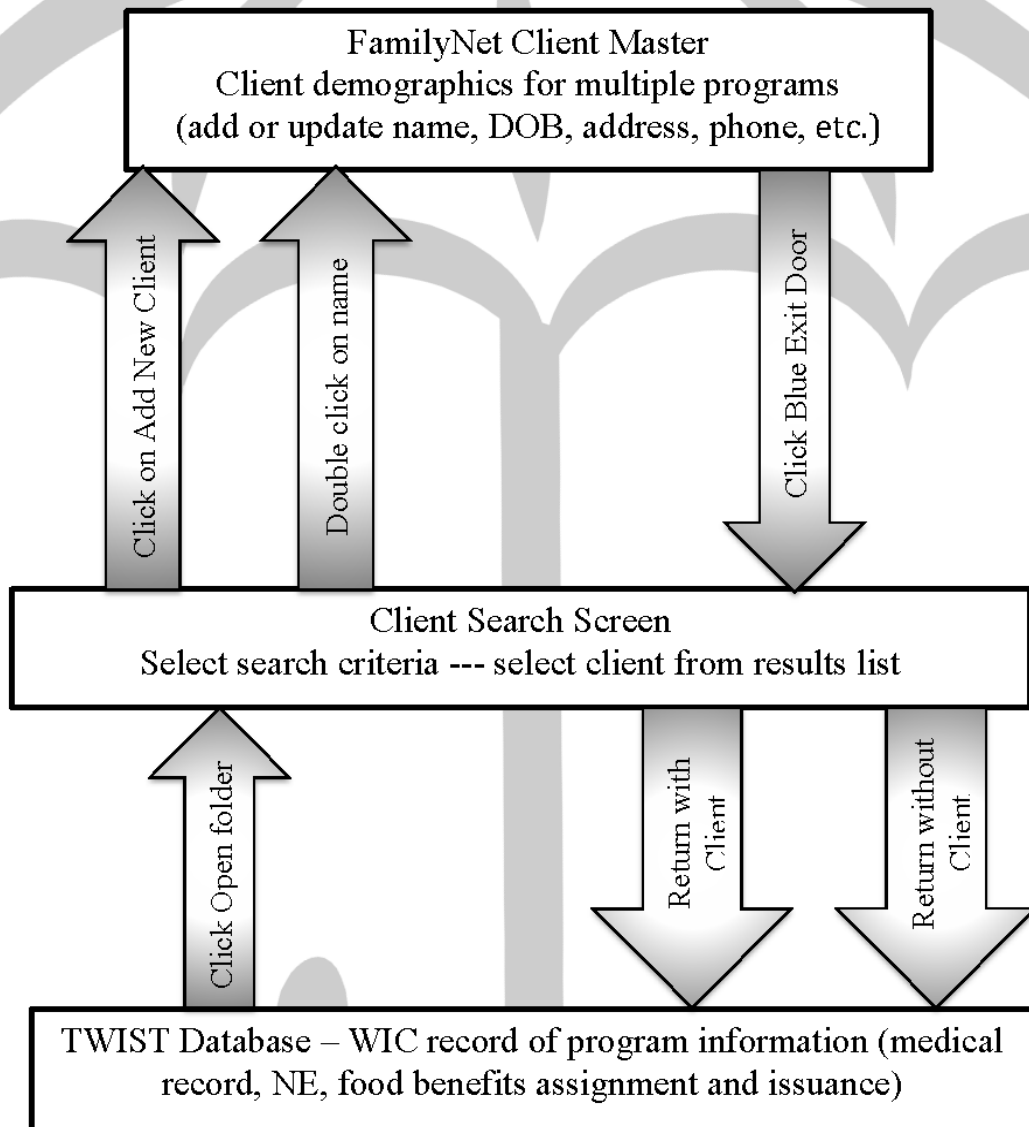 FamilyNet Client Master
Client demographics for multiple programs
(add or update name, DOB, address, phone, etc.)
Click on Add New Client
Double click on name
Click Blue Exit Door
Client Search Screen
Select search criteria --- select client from results list
Click Open folder
Return with
Client
Return without
Client
TWIST Database – WIC record of program information (medical
record, NE, food benefits assignment and issuance)